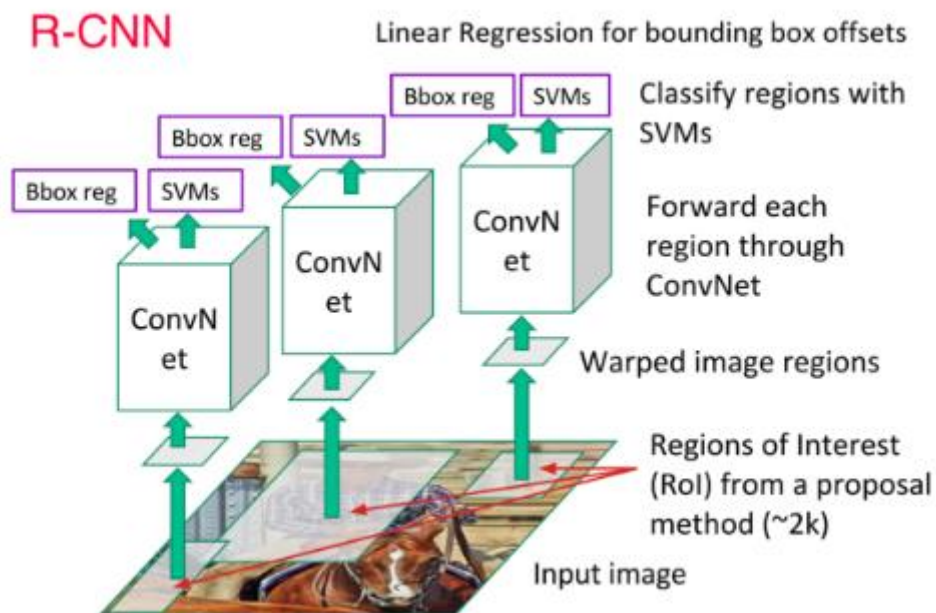 R-CNN
Linear Regression for bounding box offsets
Bbox reg
SVMs
Classify regions with
SVMs
Bbox reg
SVMs
Bbox reg
SVMs
ConvN
et
ConvN
et
ConvN
et
Forward each
region through
ConvNet
Warped image regions
Regions of Interest
(RoI) from a proposal
method (~2k)
Input image